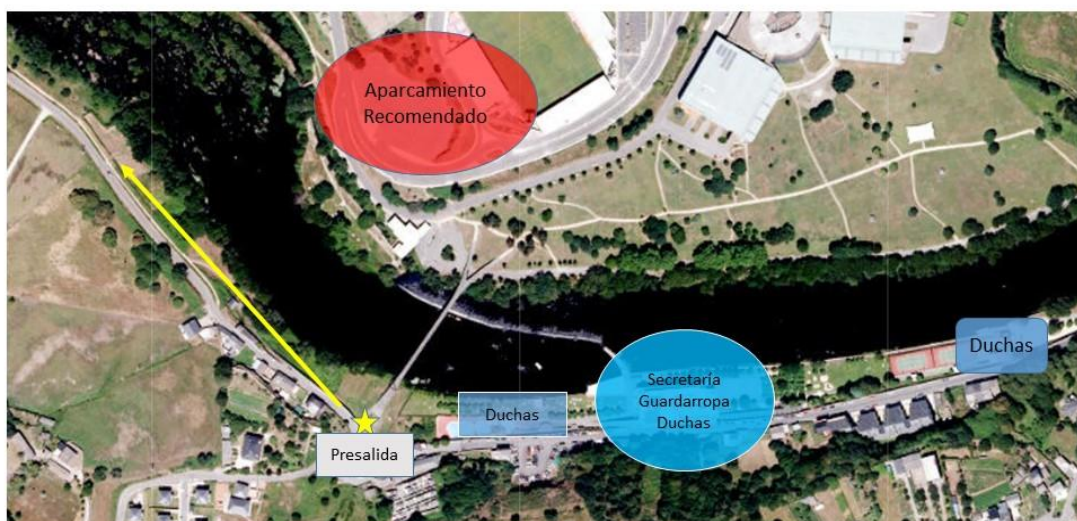 Aparcamiento
Recomendado
Duchas
Secretaría
Guardarropa
Duchas
Duchas
Presalida